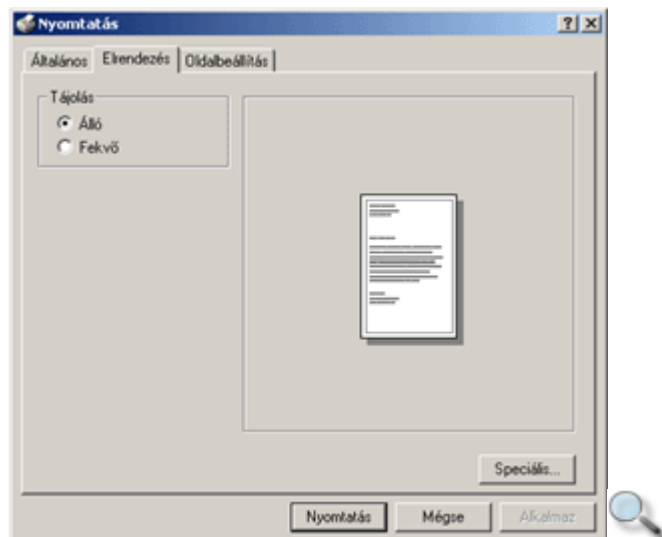 Nyomtatás
Általános Elrendezés Oldalbeállítás
Tájolás
Álló
Fekvő
Speciális...
Nyomtatás Mégse Alkalmaz